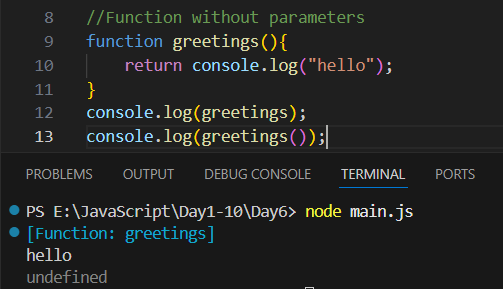 8 //Function without parameters
9 function greetings(){
10     return console.log("hello");
11 }
12 console.log(greetings);
13 console.log(greetings());
PROBLEMS OUTPUT DEBUG CONSOLE TERMINAL PORTS
PS E:\JavaScript\Day1-10\Day6> node main.js
[Function: greetings]
hello
undefined